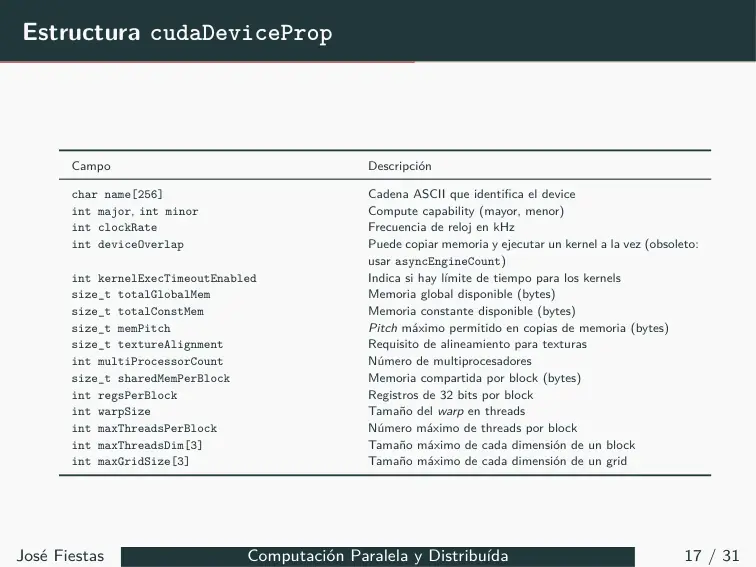 Estructura cudaDeviceProp
Campo Descripción
char name[256] Cadena ASCII que identifica el device
int major, int minor Compute capability (mayor, menor)
int clockRate Frecuencia de reloj en kHz
int deviceOverlap Puede copiar memoria y ejecutar un kernel a la vez (obsoleto:
usar asyncEngineCount)
int kernelExecTimeoutEnabled Indica si hay límite de tiempo para los kernels
size_t totalGlobalMem Memoria global disponible (bytes)
size_t totalConstMem Memoria constante disponible (bytes)
size_t memPitch Pitch máximo permitido en copias de memoria (bytes)
size_t textureAlignment Requisito de alineamiento para texturas
int multiProcessorCount Número de multiprocesadores
size_t sharedMemPerBlock Memoria compartida por block (bytes)
int regsPerBlock Registros de 32 bits por block
int warpSize Tamaño del warp en threads
int maxThreadsPerBlock Número máximo de threads por block
int maxThreadsDim[3] Tamaño máximo de cada dimensión de un block
int maxGridSize[3] Tamaño máximo de cada dimensión de un grid
José Fiestas Computación Paralela y Distribuída 17 / 31